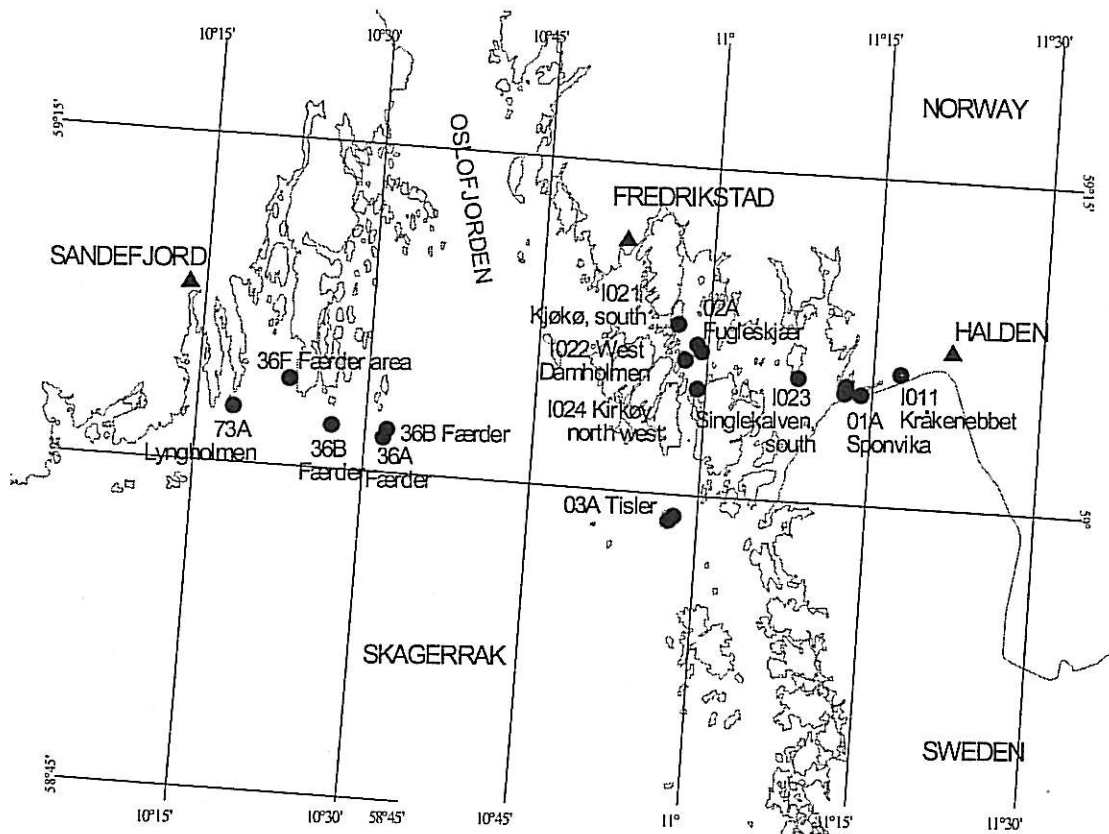 10°15'
10°30'
10°45'
11°
11°15'
11°30'
59°15'
NORWAY
OSLOFJORDEN
59°15'
FREDRIKSTAD
SANDEFJORD
I021
Kjøkø, south
02A
Fugleskjær
HALDEN
I022 West
Damholmen
36F Færder area
I024 Kirkøy
north west
I023
Singlekalven
south
I011
Kråkenebbet
01A
Sponvika
73A
Lyngholmen
36B
Færder
36B Færder
36A
Færder
03A Tisler
59°
SKAGERRAK
SWEDEN
58°45'
10°15'
10°30'
58°45'
10°45'
11°
11°15'
11°30'